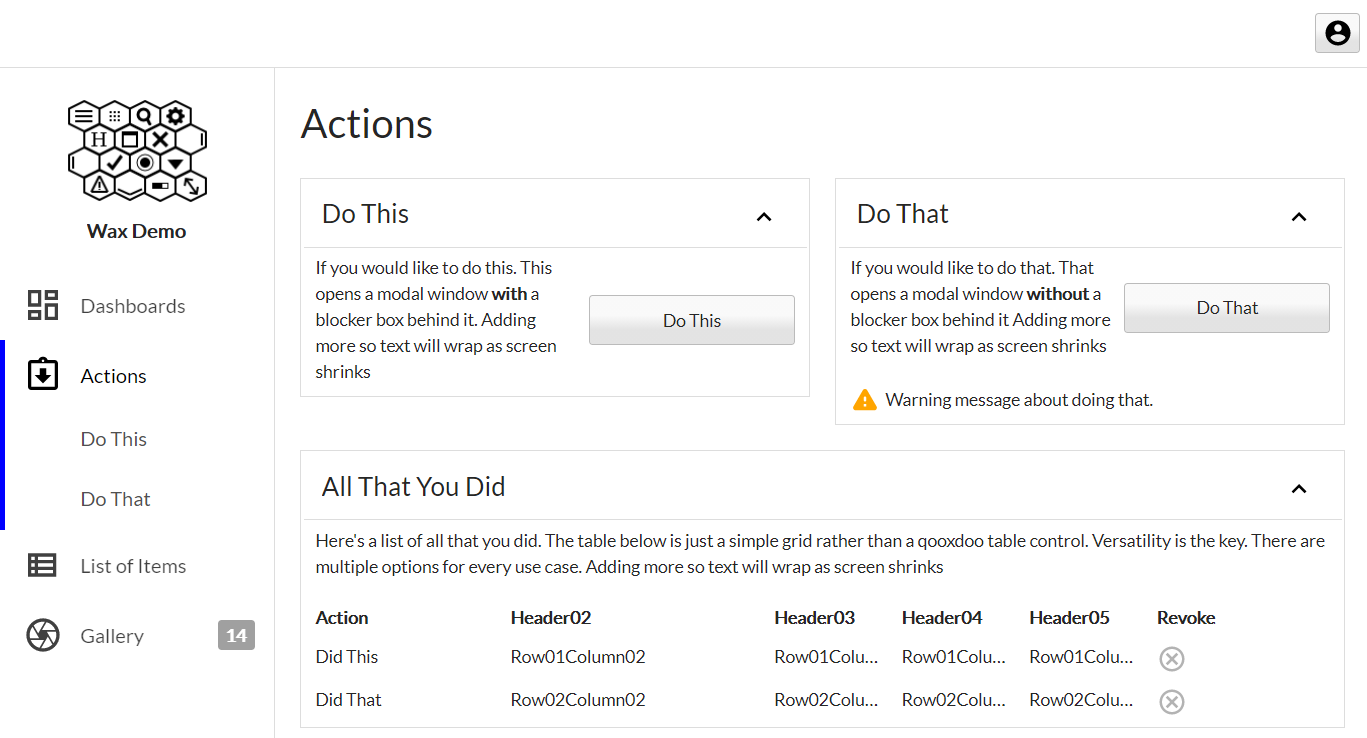 Wax Demo
Dashboards
Actions
Do This
Do That
List of Items
Gallery
14
Actions
Do This
If you would like to do this. This
opens a modal window with a
blocker box behind it. Adding
more so text will wrap as screen
shrinks
Do This
Do That
If you would like to do that. That
opens a modal window without a
blocker box behind it Adding more
so text will wrap as screen shrinks
Do That
Warning message about doing that.
All That You Did
Here's a list of all that you did. The table below is just a simple grid rather than a qooxdoo table control. Versatility is the key. There are
multiple options for every use case. Adding more so text will wrap as screen shrinks
Action Header02 Header03 Header04 Header05 Revoke
Did This Row01Column02 Row01Colu... Row01Colu... Row01Colu...
Did That Row02Column02 Row02Colu... Row02Colu... Row02Colu...